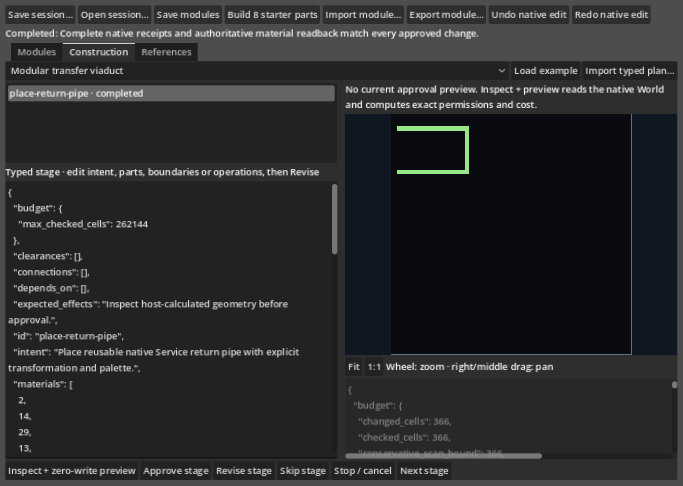 Save session... Open session... Save modules Build 8 starter parts Import module... Export module... Undo native edit Redo native edit
Completed: Complete native receipts and authoritative material readback match every approved change.
Modules Construction References
Modular transfer viaduct Load example Import typed plan...
place-return-pipe · completed
No current approval preview. Inspect + preview reads the native World
and computes exact permissions and cost.
Typed stage · edit intent, parts, boundaries or operations, then Revise
{
"budget": {
"max_checked_cells": 262144
},
"clearances": [],
"connections": [],
"depends_on": [],
"expected_effects": "Inspect host-calculated geometry before
approval.",
"id": "place-return-pipe",
"intent": "Place reusable native Service return pipe with explicit
transformation and palette.",
"materials": [
2,
14,
29,
13,
Fit 1:1 Wheel: zoom · right/middle drag: pan
{
"budget": {
"changed_cells": 366,
"checked_cells": 366,
"conservative_scan_bound": 366,
Inspect + zero-write preview Approve stage Revise stage Skip stage Stop / cancel Next stage